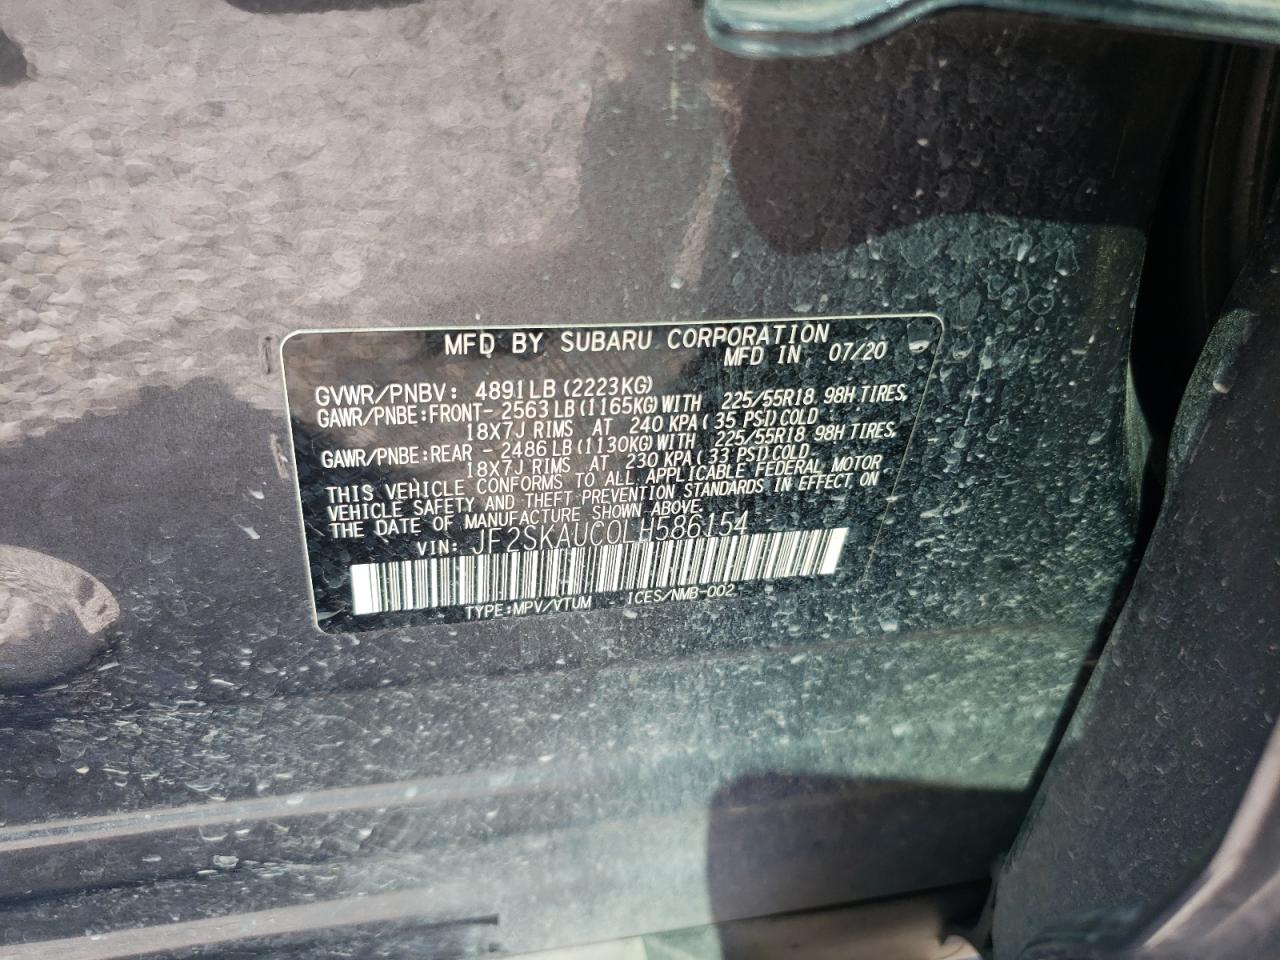 MFD BY SUBARU CORPORATION
MFD IN 07/20
GVWR/PNBV: 4891LB(2223KG)
GAWR/PNBE:FRONT- 2563LB(1165KG)WITH 225/55R18 98H TIRES,
18X7J RIMS AT 240 KPA(35 PSI)COLD
GAWR/PNBE:REAR - 2486LB(1130KG)WITH 225/55R18 98H TIRES,
18X7J RIMS AT 230 KPA(33 PSI)COLD
THIS VEHICLE CONFORMS TO ALL APPLICABLE FEDERAL MOTOR
VEHICLE SAFETY AND THEFT PREVENTION STANDARDS IN EFFECT ON
THE DATE OF MANUFACTURE SHOWN ABOVE.
VIN: JF2SKAUC0LH586154
TYPE:MPV/VTUM ICES/NMB-002